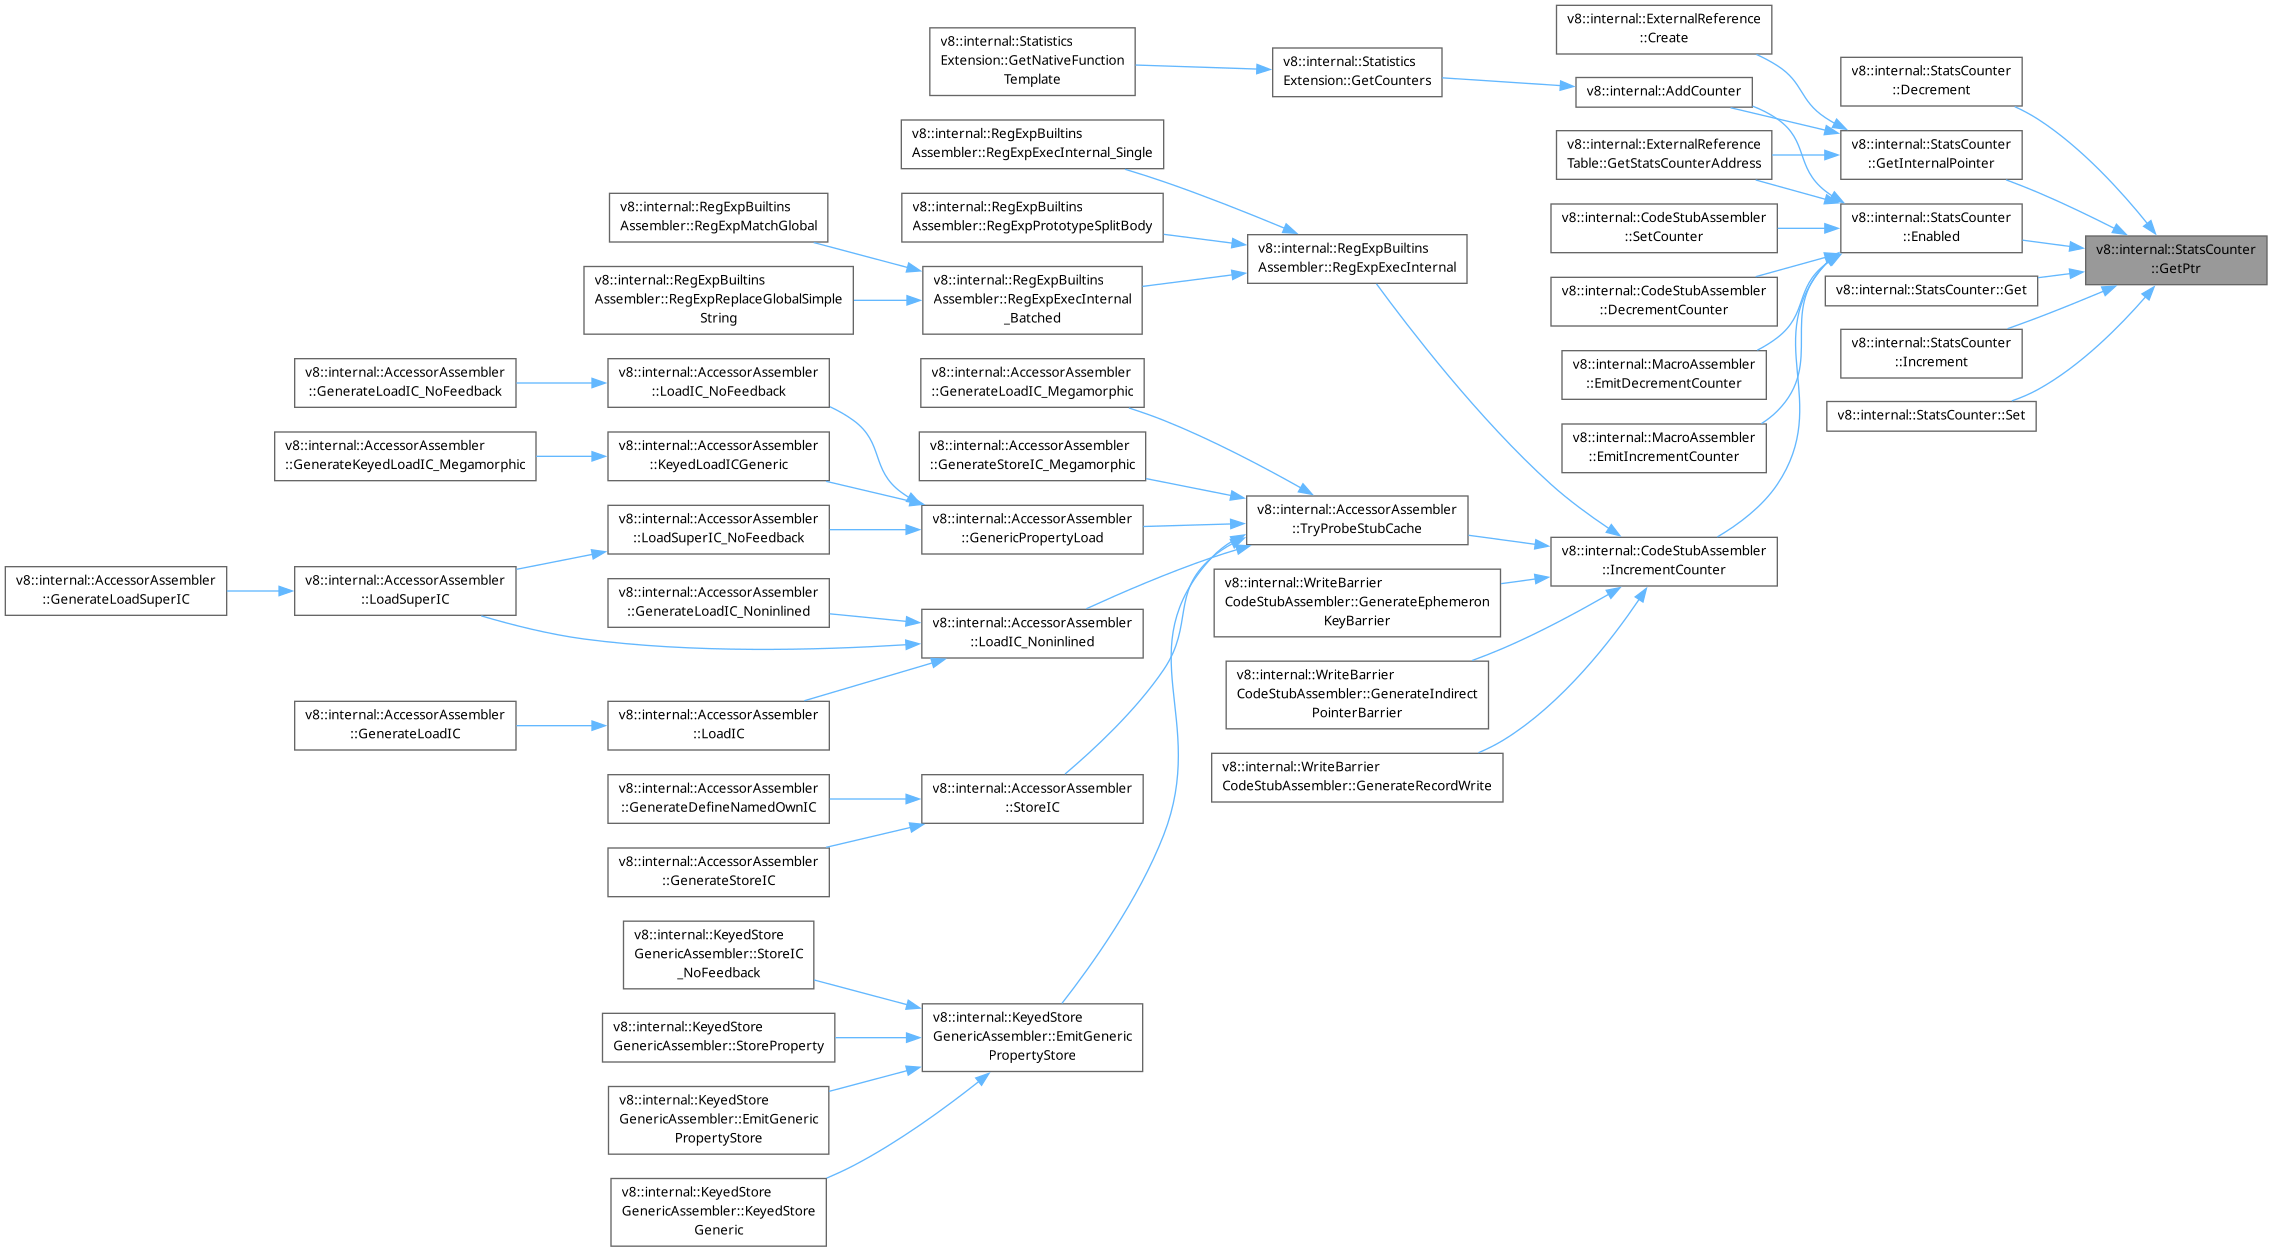 v8::internal::StatsCounter
::GetPtr
v8::internal::StatsCounter
::Decrement
v8::internal::StatsCounter
::GetInternalPointer
v8::internal::StatsCounter
::Enabled
v8::internal::StatsCounter::Get
v8::internal::StatsCounter
::Increment
v8::internal::StatsCounter::Set
v8::internal::ExternalReference
::Create
v8::internal::AddCounter
v8::internal::ExternalReference
Table::GetStatsCounterAddress
v8::internal::CodeStubAssembler
::SetCounter
v8::internal::CodeStubAssembler
::DecrementCounter
v8::internal::MacroAssembler
::EmitDecrementCounter
v8::internal::MacroAssembler
::EmitIncrementCounter
v8::internal::CodeStubAssembler
::IncrementCounter
v8::internal::Statistics
Extension::GetCounters
v8::internal::Statistics
Extension::GetNativeFunction
Template
v8::internal::RegExpBuiltins
Assembler::RegExpExecInternal
v8::internal::RegExpBuiltins
Assembler::RegExpExecInternal_Single
v8::internal::RegExpBuiltins
Assembler::RegExpPrototypeSplitBody
v8::internal::RegExpBuiltins
Assembler::RegExpExecInternal
_Batched
v8::internal::RegExpBuiltins
Assembler::RegExpMatchGlobal
v8::internal::RegExpBuiltins
Assembler::RegExpReplaceGlobalSimple
String
v8::internal::AccessorAssembler
::TryProbeStubCache
v8::internal::WriteBarrier
CodeStubAssembler::GenerateEphemeron
KeyBarrier
v8::internal::WriteBarrier
CodeStubAssembler::GenerateIndirect
PointerBarrier
v8::internal::WriteBarrier
CodeStubAssembler::GenerateRecordWrite
v8::internal::AccessorAssembler
::GenerateLoadIC_Megamorphic
v8::internal::AccessorAssembler
::GenerateStoreIC_Megamorphic
v8::internal::AccessorAssembler
::GenericPropertyLoad
v8::internal::AccessorAssembler
::LoadIC_Noninlined
v8::internal::AccessorAssembler
::StoreIC
v8::internal::KeyedStore
GenericAssembler::EmitGeneric
PropertyStore
v8::internal::AccessorAssembler
::LoadIC_NoFeedback
v8::internal::AccessorAssembler
::KeyedLoadICGeneric
v8::internal::AccessorAssembler
::LoadSuperIC_NoFeedback
v8::internal::AccessorAssembler
::GenerateLoadIC_Noninlined
v8::internal::AccessorAssembler
::LoadIC
v8::internal::AccessorAssembler
::GenerateDefineNamedOwnIC
v8::internal::AccessorAssembler
::GenerateStoreIC
v8::internal::KeyedStore
GenericAssembler::StoreIC
_NoFeedback
v8::internal::KeyedStore
GenericAssembler::StoreProperty
v8::internal::KeyedStore
GenericAssembler::EmitGeneric
PropertyStore
v8::internal::KeyedStore
GenericAssembler::KeyedStore
Generic
v8::internal::AccessorAssembler
::GenerateLoadIC_NoFeedback
v8::internal::AccessorAssembler
::GenerateKeyedLoadIC_Megamorphic
v8::internal::AccessorAssembler
::LoadSuperIC
v8::internal::AccessorAssembler
::GenerateLoadIC
v8::internal::AccessorAssembler
::GenerateLoadSuperIC